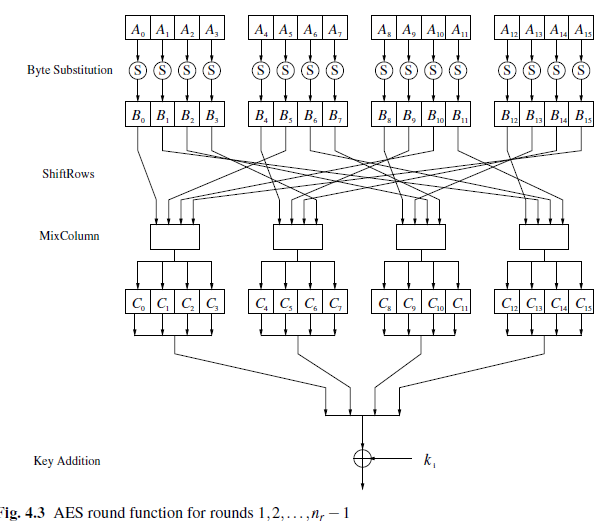 A₀ A₁ A₂ A₃ A₄ A₅ A₆ A₇ A₈ A₉ A₁₀ A₁₁ A₁₂ A₁₃ A₁₄ A₁₅
Byte Substitution S S S S S S S S S S S S S S S S
B₀ B₁ B₂ B₃ B₄ B₅ B₆ B₇ B₈ B₉ B₁₀ B₁₁ B₁₂ B₁₃ B₁₄ B₁₅
ShiftRows
MixColumn
C₀ C₁ C₂ C₃ C₄ C₅ C₆ C₇ C₈ C₉ C₁₀ C₁₁ C₁₂ C₁₃ C₁₄ C₁₅
Key Addition kᵢ
Fig. 4.3 AES round function for rounds 1,2,...,nᵣ − 1